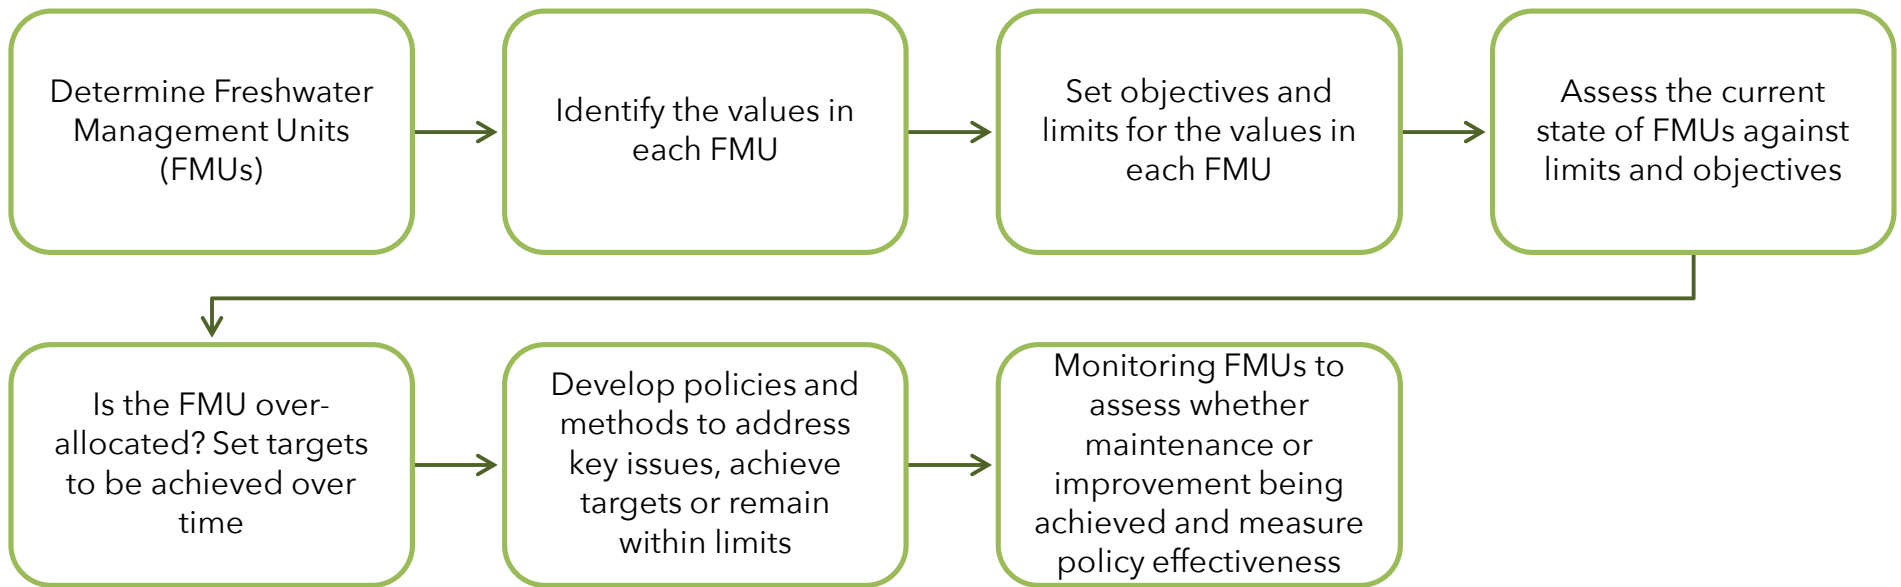 Determine Freshwater
Management Units
(FMUs)
Identify the values in
each FMU
Set objectives and
limits for the values in
each FMU
Assess the current
state of FMUs against
limits and objectives
Is the FMU over-
allocated? Set targets
to be achieved over
time
Develop policies and
methods to address
key issues, achieve
targets or remain
within limits
Monitoring FMUs to
assess whether
maintenance or
improvement being
achieved and measure
policy effectiveness